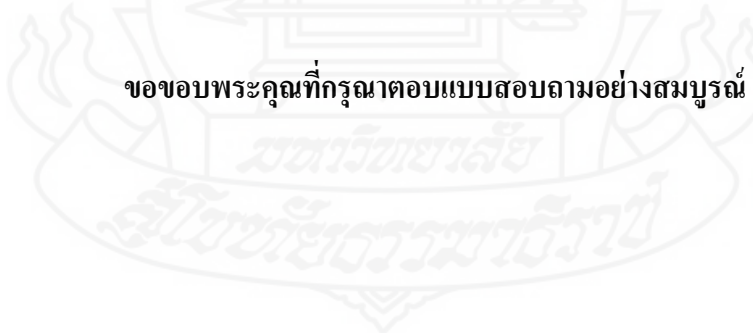 ขอขอบพระคุณที่กรุณาตอบแบบสอบถามอย่างสมบูรณ์
มหาวิทยาลัย
สุโขทัยธรรมาธิราช